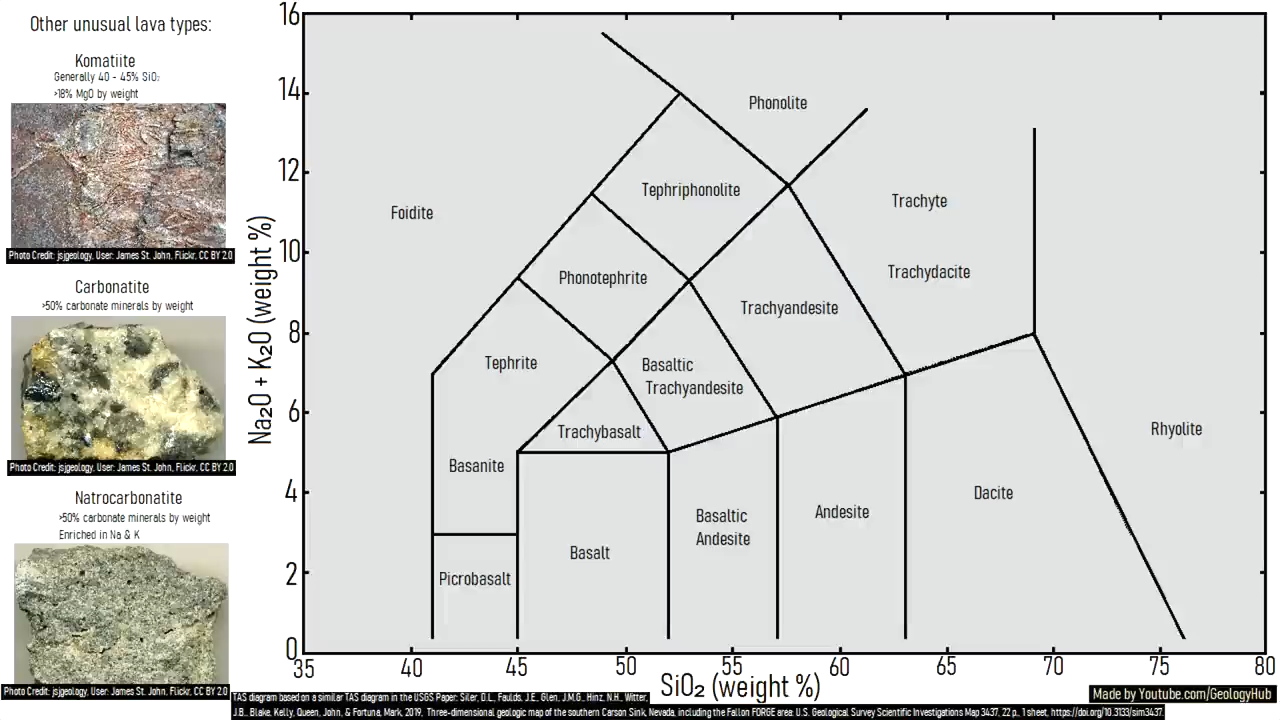 Other unusual lava types:
Komatiite
Generally 40 - 45% SiO₂
>18% MgO by weight
Photo Credit: jsjgeology, User: James St. John, Flickr, CC BY 2.0
Carbonatite
>50% carbonate minerals by weight
Photo Credit: jsjgeology, User: James St. John, Flickr, CC BY 2.0
Natrocarbonatite
>50% carbonate minerals by weight
Enriched in Na & K
Photo Credit: jsjgeology, User: James St. John, Flickr, CC BY 2.0
Na₂O + K₂O (weight %)
16
14
12
10
8
6
4
2
0
Phonolite
Tephriphonolite
Trachyte
Foidite
Trachydacite
Phonotephrite
Trachyandesite
Tephrite
Basaltic
Trachyandesite
Trachybasalt
Rhyolite
Basanite
Dacite
Basaltic
Andesite
Andesite
Basalt
Picrobasalt
35 40 45 50 55 60 65 70 75 80
SiO₂ (weight %)
Made by Youtube.com/GeologyHub
TAS diagram based on a similar TAS diagram in the USGS Paper: Siler, D.L., Faulds, J.E., Glen, J.M.G., Hinz, N.H., Witter,
J.B., Blake, Kelly, Queen, John, & Fortuna, Mark, 2019, Three-dimensional geologic map of the southern Carson Sink, Nevada, including the Fallon FORGE area: U.S. Geological Survey Scientific Investigations Map 3437, 22 p., 1 sheet, https://doi.org/10.3133/sim3437.